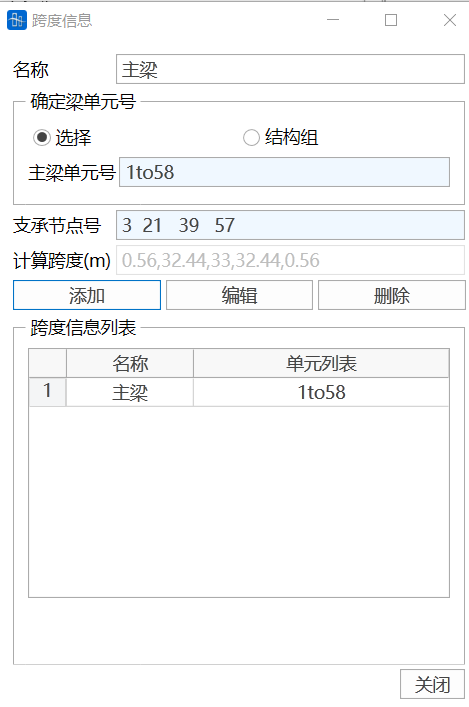 跨度信息
名称 主梁
确定梁单元号
选择 结构组
主梁单元号 1to58
支承节点号 3 21 39 57
计算跨度(m) 0.56,32.44,33,32.44,0.56
添加 编辑 删除
跨度信息列表
名称 单元列表
1 主梁 1to58
关闭